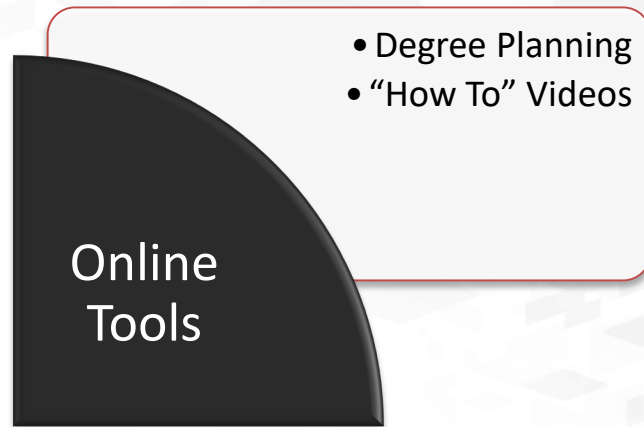 • Degree Planning
• “How To” Videos
Online
Tools